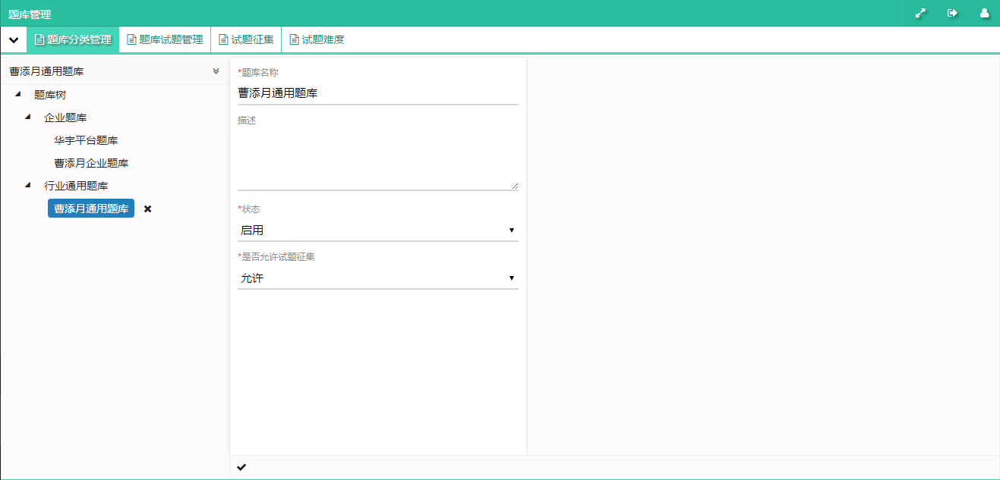 题库管理
题库分类管理 题库试题管理 试题征集 试题难度
曹添月通用题库
题库树
企业题库
华宇平台题库
曹添月企业题库
行业通用题库
曹添月通用题库
*题库名称
曹添月通用题库
描述
*状态
启用
*是否允许试题征集
允许